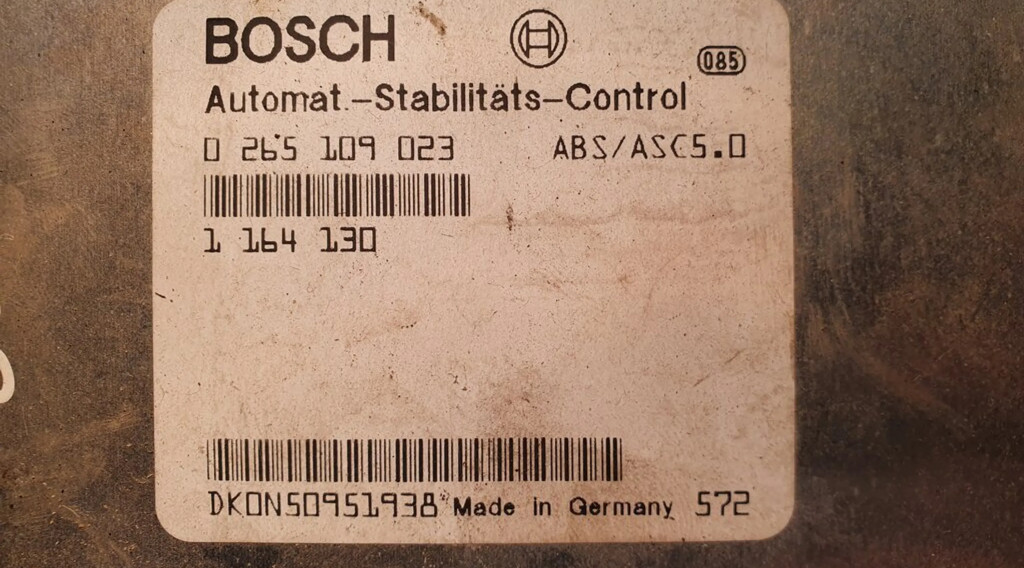 BOSCH
085
Automat.-Stabilitäts-Control
0 265 109 023 ABS/ASC5.0
1 164 130
DK0N50951938 Made in Germany 572